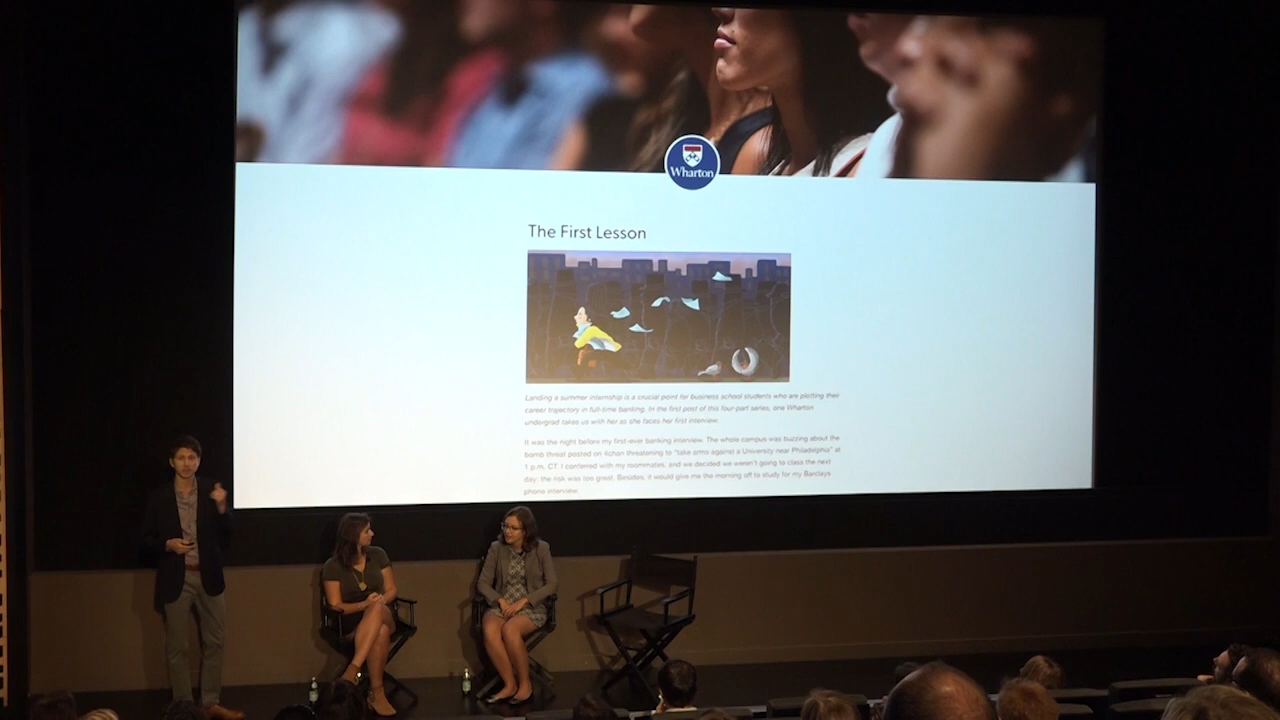 Wharton
The First Lesson
Landing a summer internship is a crucial point for business school students who are plotting their
career trajectory in full-time banking. In the first post of this four-part series, one Wharton
undergrad takes us with her as she faces her first interview.
It was the night before my first-ever banking interview. The whole campus was buzzing about the
bomb threat posted on 4chan threatening to "take arms against a University near Philadelphia" at
1 p.m. CT. I conferred with my roommates, and we decided we weren't going to class the next
day: the risk was too great. Besides, it would give me the morning off to study for my Barclays
phone interview.